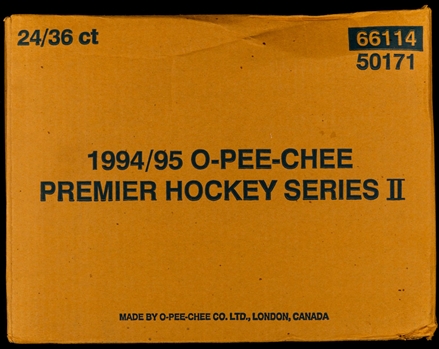 24/36 ct
66114
50171
1994/95 O-PEE-CHEE
PREMIER HOCKEY SERIES II
MADE BY O-PEE-CHEE CO. LTD., LONDON, CANADA